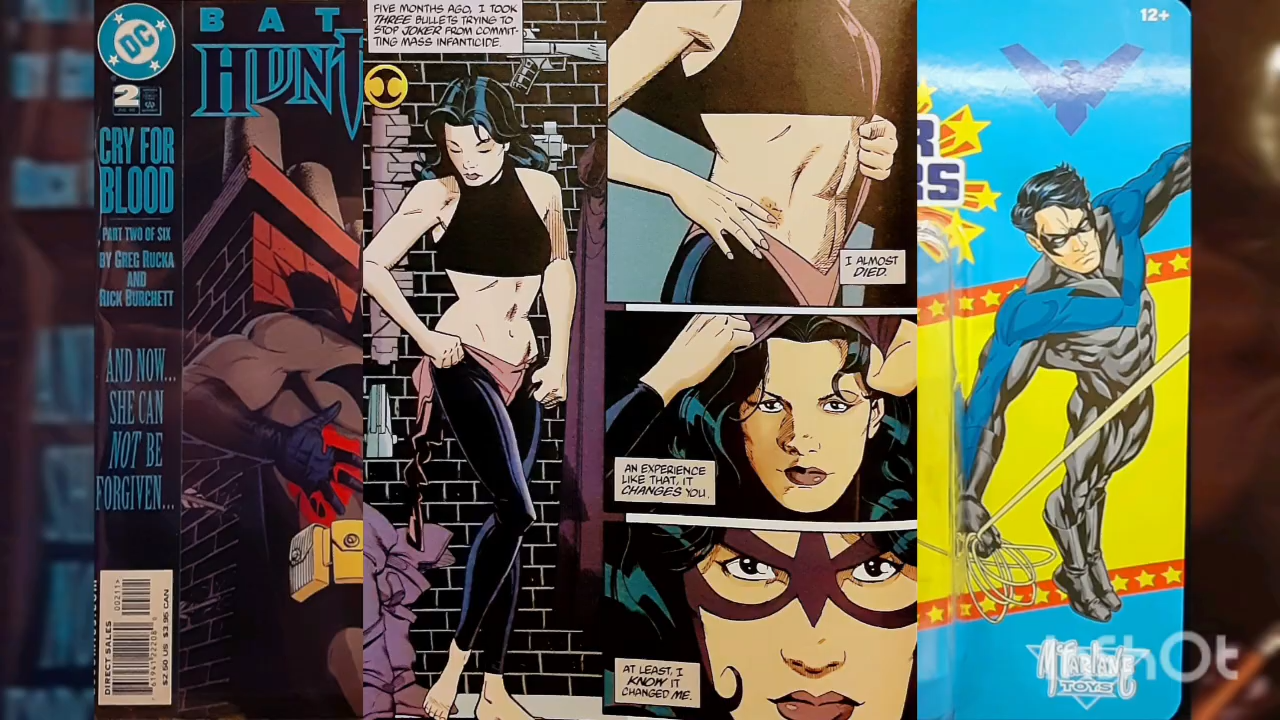 DC
2
BAT
HUNT
CRY FOR
BLOOD
PART TWO OF SIX
BY GREG RUCKA
AND
RICK BURCHETT
AND NOW...
SHE CAN
NOT BE
FORGIVEN...
DIRECT SALES
00211
$2.50 US $3.95 CAN
FIVE MONTHS AGO, I TOOK
THREE BULLETS TRYING TO
STOP JOKER FROM COMMIT-
TING MASS INFANTICIDE.
I ALMOST
DIED.
AN EXPERIENCE
LIKE THAT, IT
CHANGES YOU.
AT LEAST, I
KNOW IT
CHANGED ME.
12+
R
RS
McFARLANE
TOYS